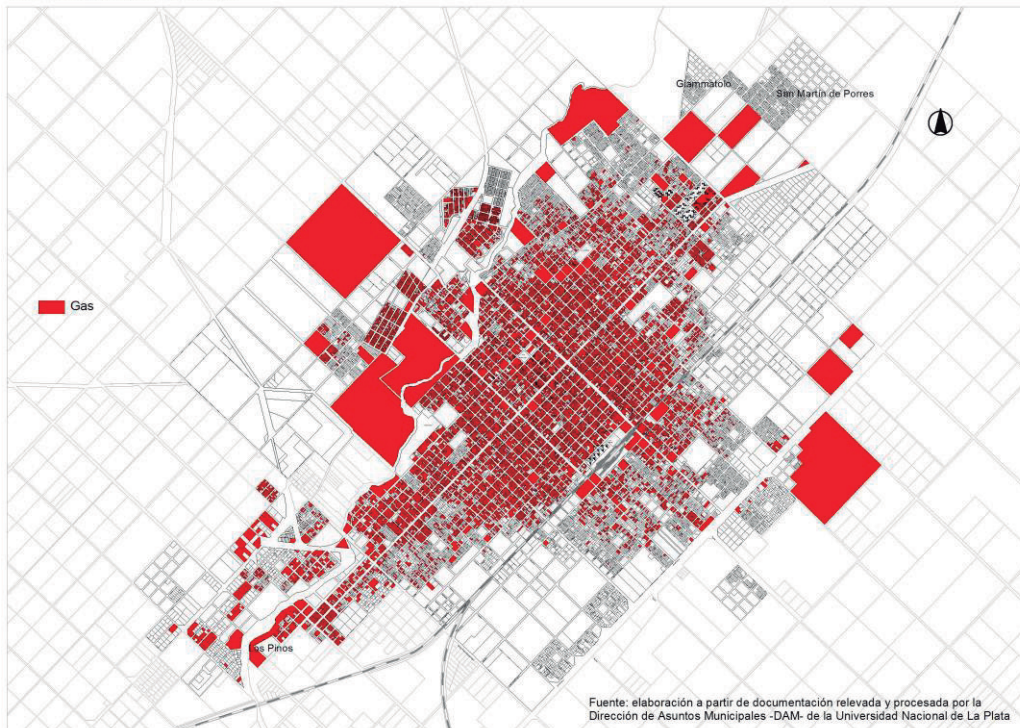 Giammatolo
San Martín de Porres
Gas
Los Pinos
Fuente: elaboración a partir de documentación relevada y procesada por la
Dirección de Asuntos Municipales -DAM- de la Universidad Nacional de La Plata